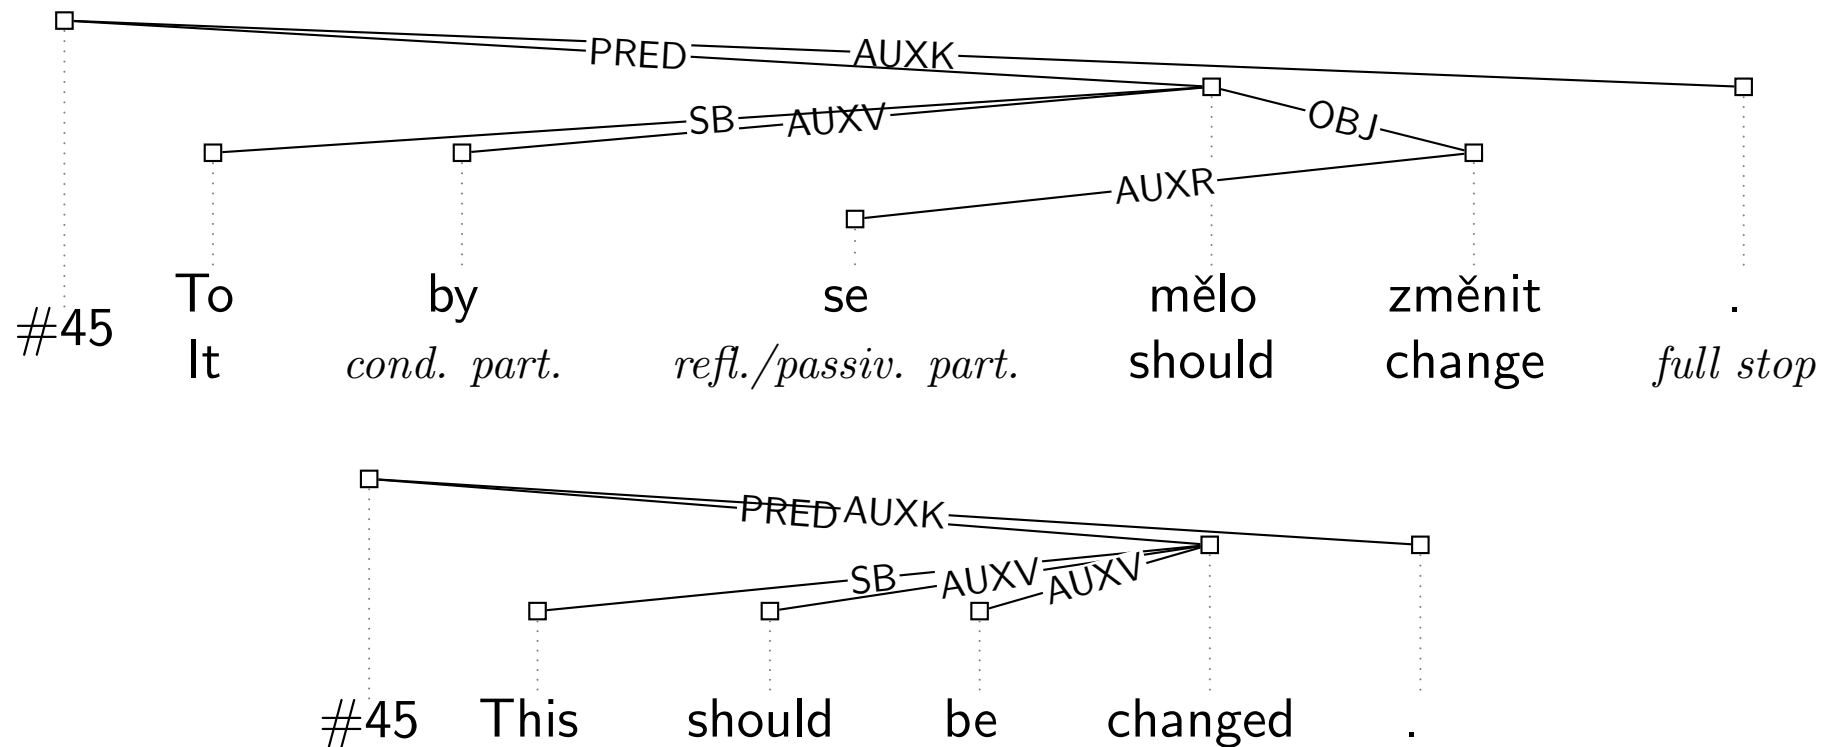 PRED AUXK
SB AUXV OBJ
AUXR
#45 To by se mělo změnit .
It cond. part. refl./passiv. part. should change full stop
PRED AUXK
SB AUXV AUXV
#45 This should be changed .